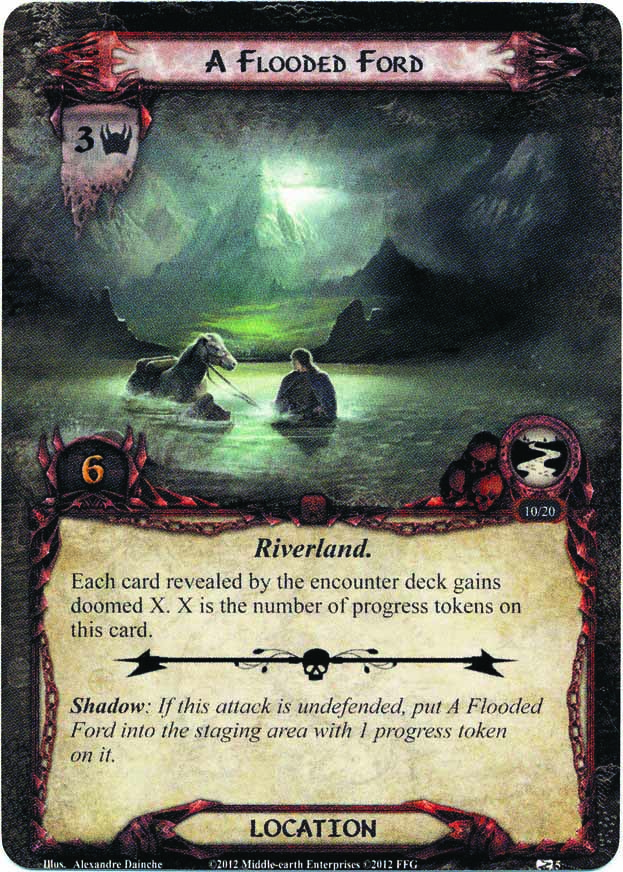 A Flooded Ford
3
6
10/20
Riverland.
Each card revealed by the encounter deck gains
doomed X. X is the number of progress tokens on
this card.
Shadow: If this attack is undefended, put A Flooded
Ford into the staging area with 1 progress token
on it.
LOCATION
Illus. Alexandre Dainche ©2012 Middle-earth Enterprises ©2012 FFG 5